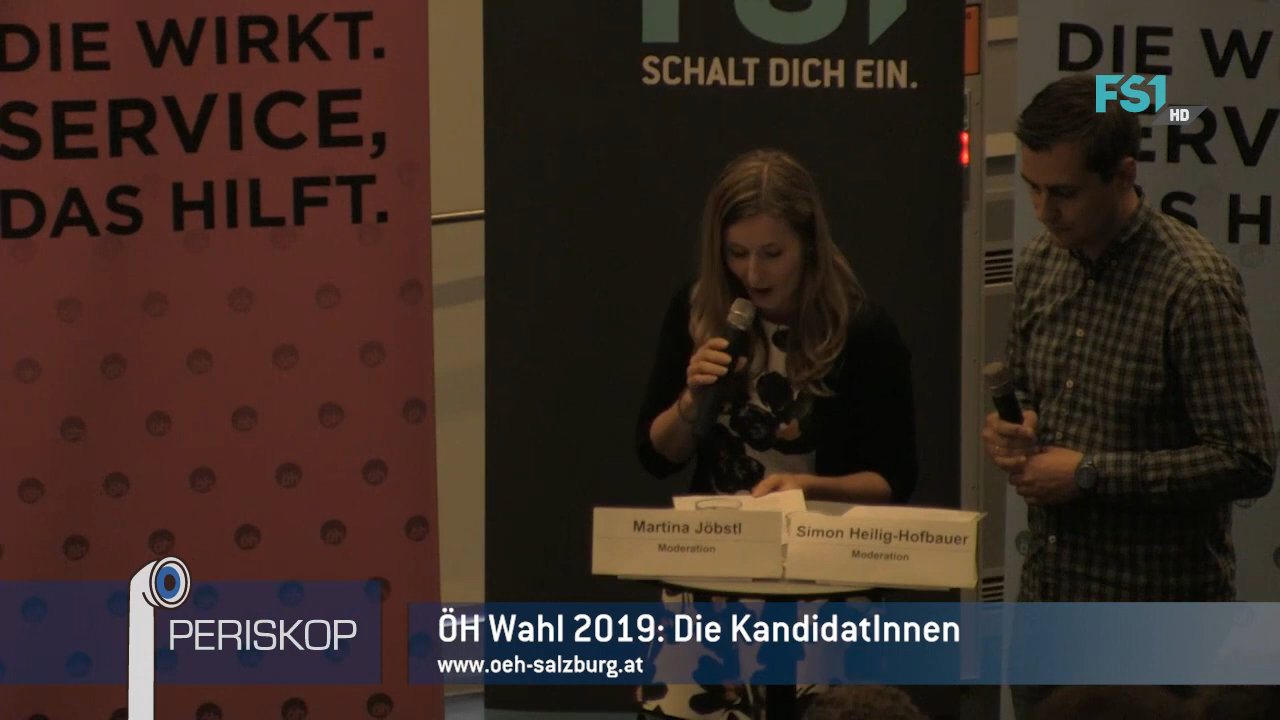 DIE WIRKT.
SERVICE,
DAS HILFT.
FS1
SCHALT DICH EIN.
DIE W
ERV
S H
FS1
HD
Martina Jöbstl
Moderation
Simon Heilig-Hofbauer
Moderation
PERISKOP
ÖH Wahl 2019: Die KandidatInnen
www.oeh-salzburg.at